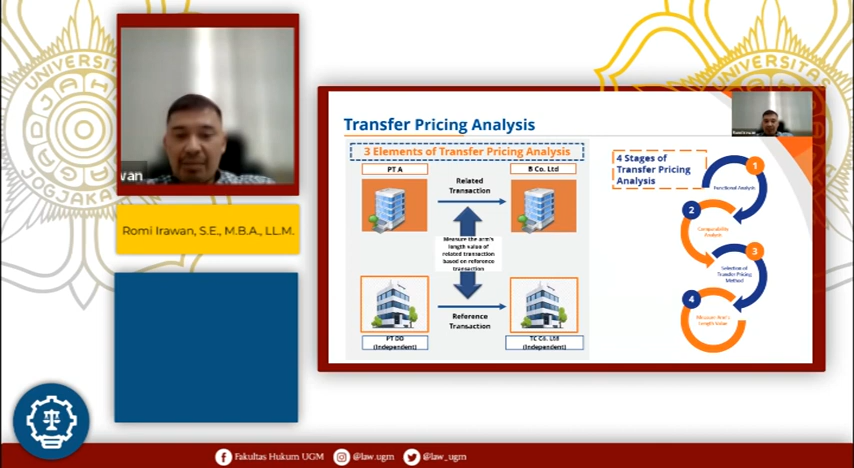 UNIVERSITAS
GADJAH
JOGJAKARTA
UNIVERSITAS
wan
Romi Irawan, S.E., M.B.A., LL.M.
Transfer Pricing Analysis
3 Elements of Transfer Pricing Analysis
PT A
B Co. Ltd
Related
Transaction
Measure the arm's
length value of
related transaction
based on reference
transaction
Reference
Transaction
PT DD
(Independent)
TC Co. Ltd
(Independent)
4 Stages of
Transfer Pricing
Analysis
1
Functional Analysis
2
Comparability
Analysis
3
Selection of
Transfer Pricing
Method
4
Measure Arm's
Length Value
Fakultas Hukum UGM
@law.ugm
@law_ugm